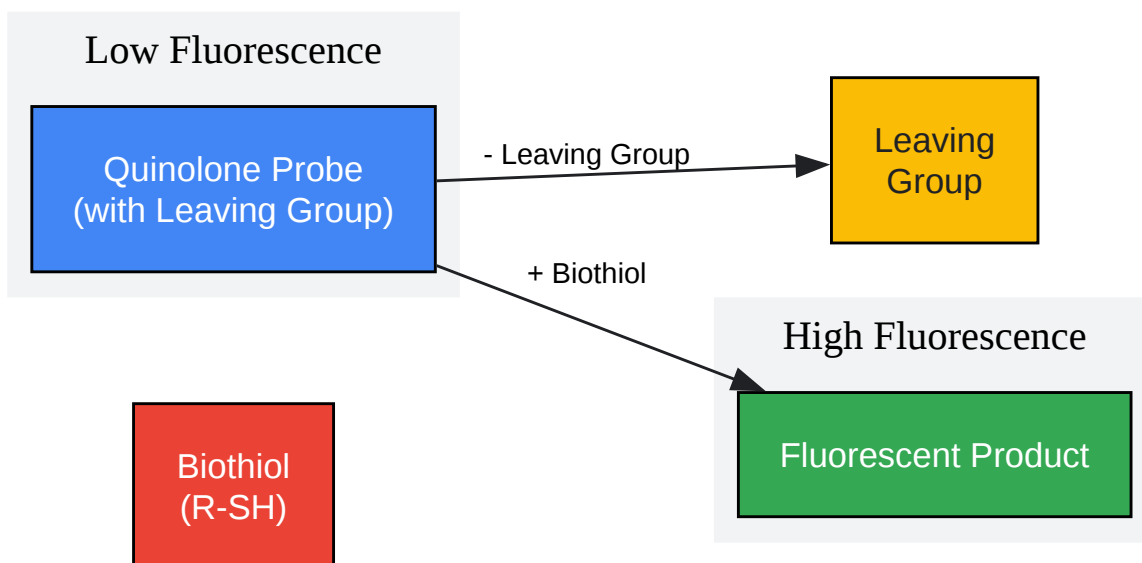 Low Fluorescence
Quinolone Probe
(with Leaving Group)
- Leaving Group
Leaving
Group
+ Biothiol
High Fluorescence
Fluorescent Product
Biothiol
(R-SH)